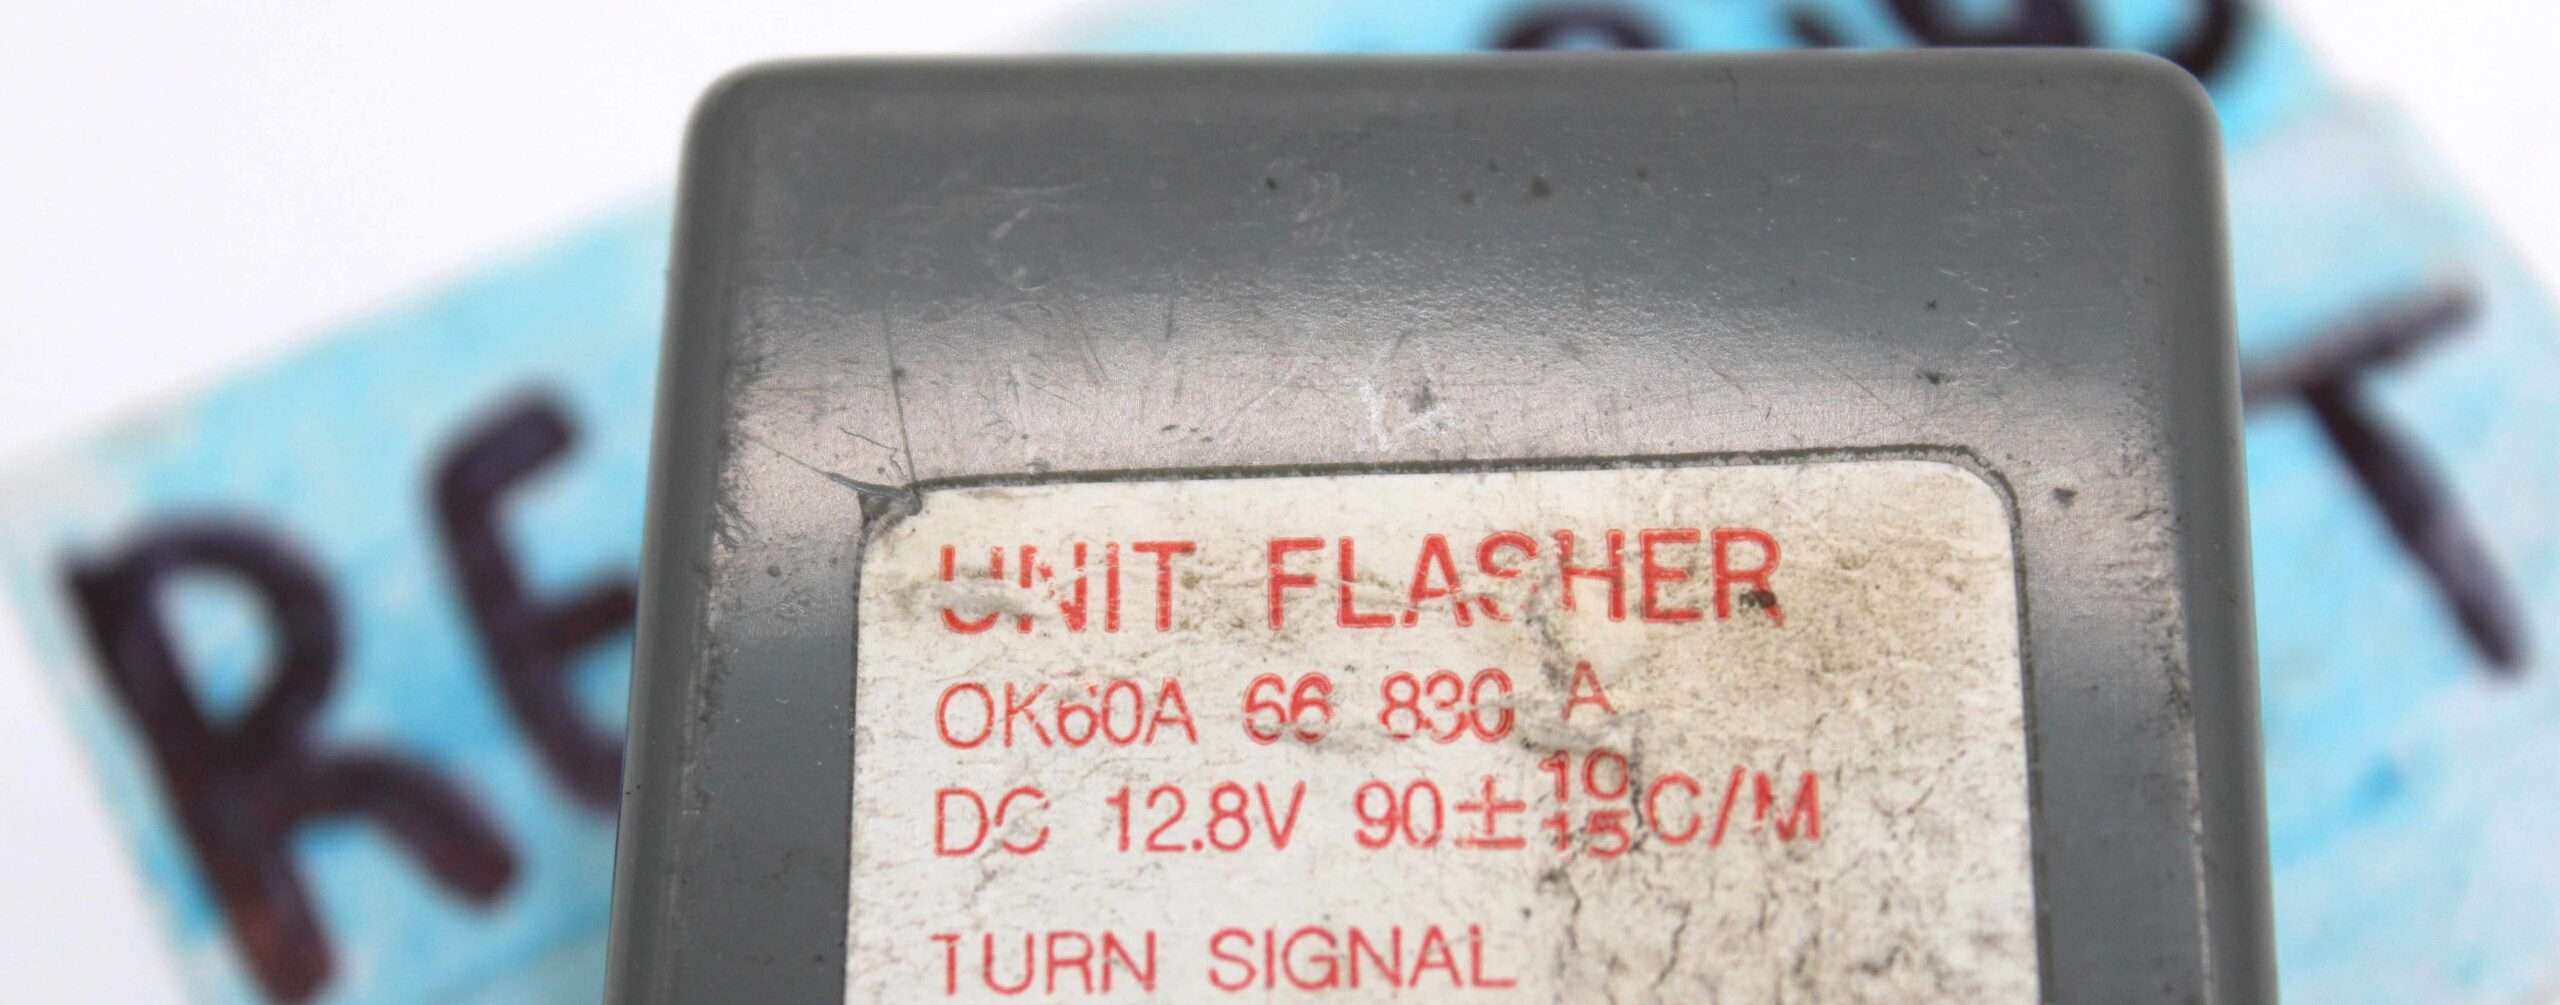 UNIT FLASHER
OK60A 66 830 A
DC 12.8V 90±10/15 C/M
TURN SIGNAL